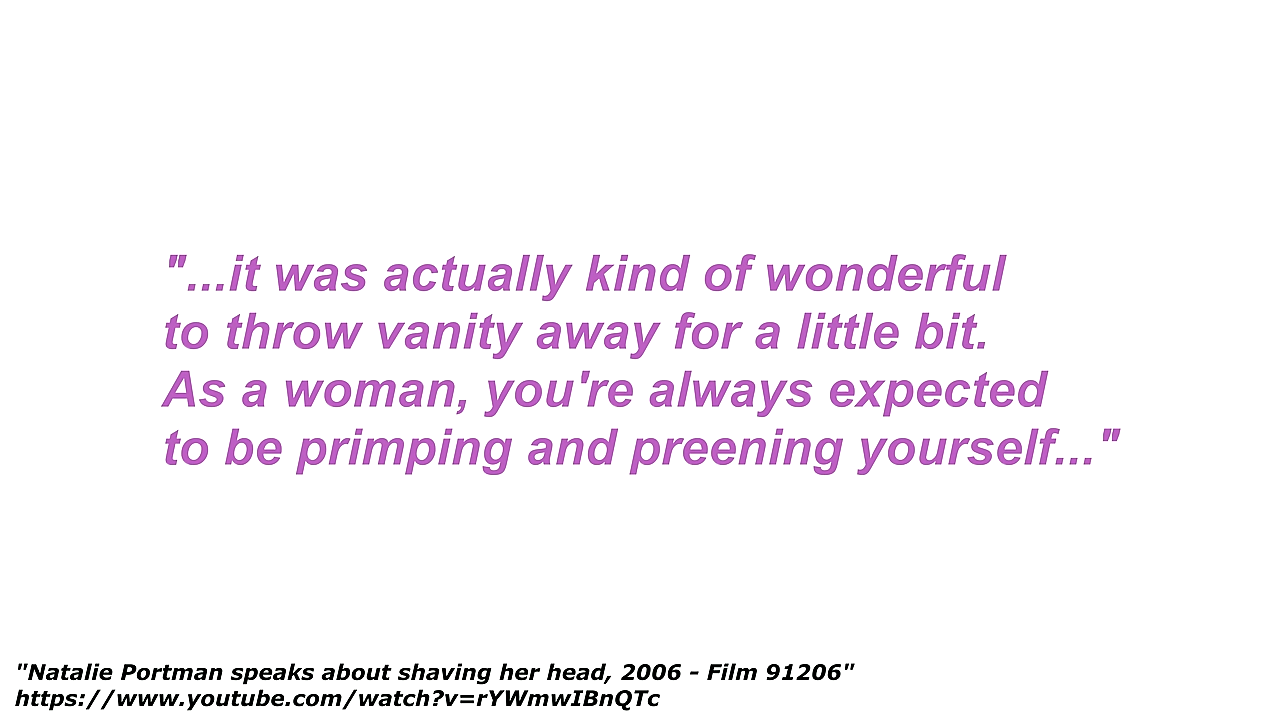 "...it was actually kind of wonderful
to throw vanity away for a little bit.
As a woman, you're always expected
to be primping and preening yourself..."
"Natalie Portman speaks about shaving her head, 2006 - Film 91206"
https://www.youtube.com/watch?v=rYWmwIBnQTc